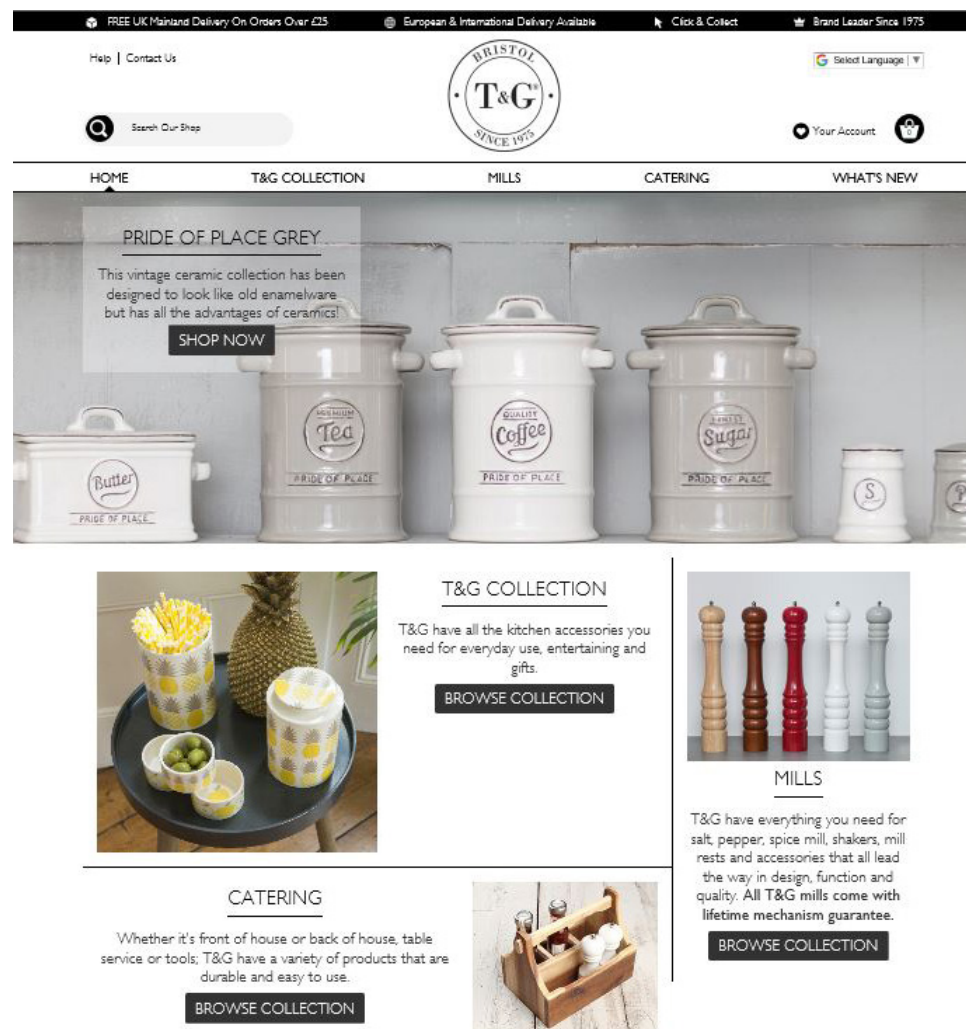 FREE UK Mainland Delivery On Orders Over £25
European & International Delivery Available
Click & Collect
Brand Leader Since 1975
Help | Contact Us
BRISTOL
T&G®
SINCE 1975
G Select Language | ▼
Search Our Shop
Your Account
0
HOME
T&G COLLECTION
MILLS
CATERING
WHAT'S NEW
PRIDE OF PLACE GREY
This vintage ceramic collection has been
designed to look like old enamelware
but has all the advantages of ceramics!
SHOP NOW
Butter
PRIDE OF PLACE
PREMIUM
Tea
PRIDE OF PLACE
QUALITY
Coffee
PRIDE OF PLACE
FINEST
Sugar
PRIDE OF PLACE
S
P
T&G COLLECTION
T&G have all the kitchen accessories you
need for everyday use, entertaining and
gifts.
BROWSE COLLECTION
MILLS
T&G have everything you need for
salt, pepper, spice mill, shakers, mill
rests and accessories that all lead
the way in design, function and
quality. All T&G mills come with
lifetime mechanism guarantee.
BROWSE COLLECTION
CATERING
Whether it's front of house or back of house, table
service or tools; T&G have a variety of products that are
durable and easy to use.
BROWSE COLLECTION